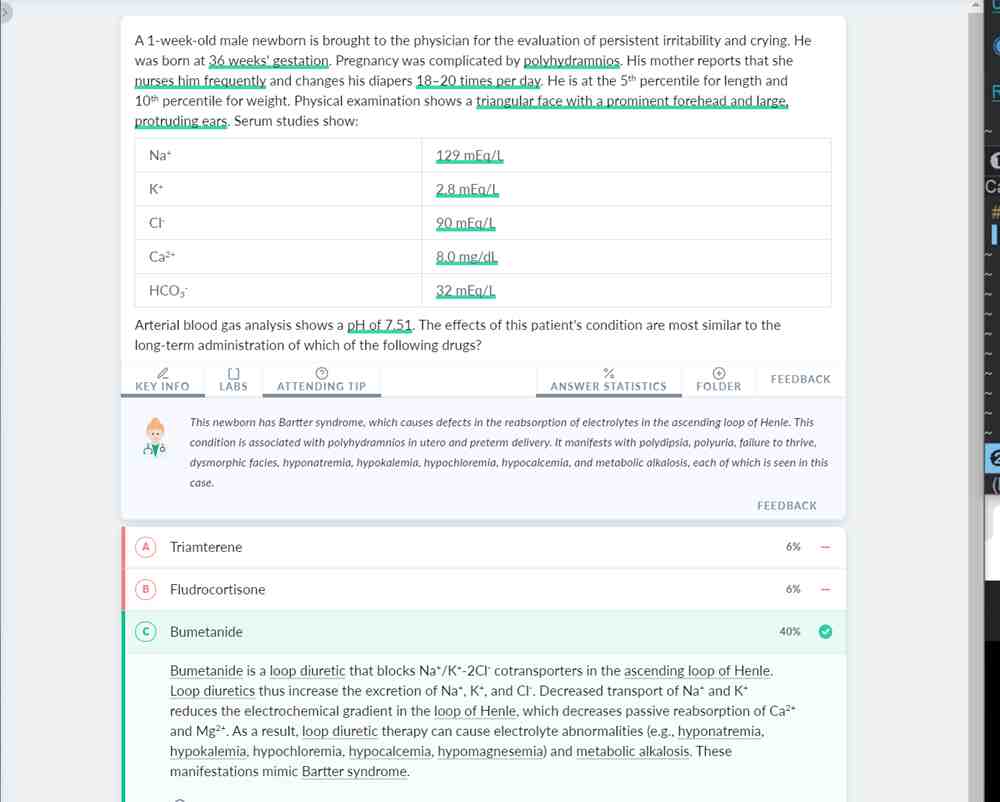 A 1-week-old male newborn is brought to the physician for the evaluation of persistent irritability and crying. He
was born at 36 weeks' gestation. Pregnancy was complicated by polyhydramnios. His mother reports that she
nurses him frequently and changes his diapers 18–20 times per day. He is at the 5th percentile for length and
10th percentile for weight. Physical examination shows a triangular face with a prominent forehead and large,
protruding ears. Serum studies show:
Na⁺ 129 mEq/L
K⁺ 2.8 mEq/L
Cl⁻ 90 mEq/L
Ca²⁺ 8.0 mg/dL
HCO₃⁻ 32 mEq/L
Arterial blood gas analysis shows a pH of 7.51. The effects of this patient's condition are most similar to the
long-term administration of which of the following drugs?
KEY INFO LABS ATTENDING TIP ANSWER STATISTICS FOLDER FEEDBACK
This newborn has Bartter syndrome, which causes defects in the reabsorption of electrolytes in the ascending loop of Henle. This
condition is associated with polyhydramnios in utero and preterm delivery. It manifests with polydipsia, polyuria, failure to thrive,
dysmorphic facies, hyponatremia, hypokalemia, hypochloremia, hypocalcemia, and metabolic alkalosis, each of which is seen in this
case.
FEEDBACK
A Triamterene 6%
B Fludrocortisone 6%
C Bumetanide 40%
Bumetanide is a loop diuretic that blocks Na⁺/K⁺-2Cl⁻ cotransporters in the ascending loop of Henle.
Loop diuretics thus increase the excretion of Na⁺, K⁺, and Cl⁻. Decreased transport of Na⁺ and K⁺
reduces the electrochemical gradient in the loop of Henle, which decreases passive reabsorption of Ca²⁺
and Mg²⁺. As a result, loop diuretic therapy can cause electrolyte abnormalities (e.g., hyponatremia,
hypokalemia, hypochloremia, hypocalcemia, hypomagnesemia) and metabolic alkalosis. These
manifestations mimic Bartter syndrome.